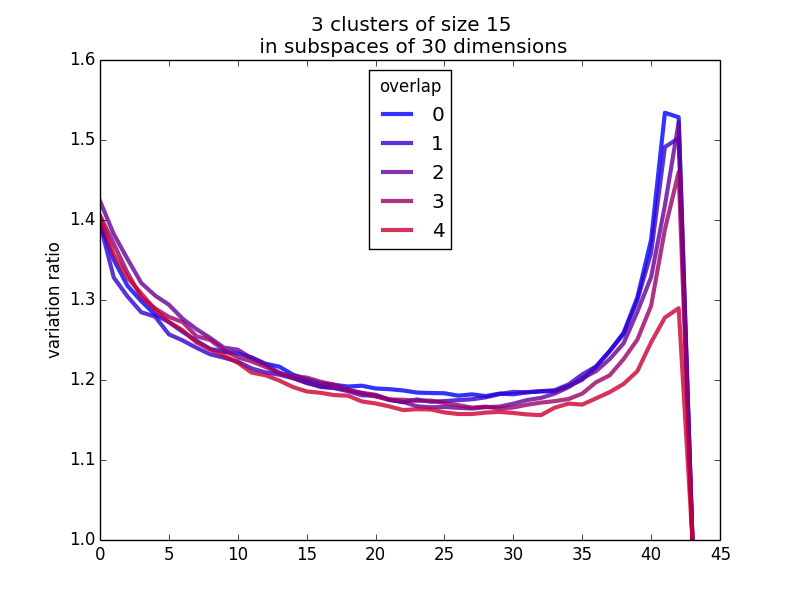 3 clusters of size 15
in subspaces of 30 dimensions
1.6
1.5
1.4
1.3
1.2
1.1
1.0
variation ratio
overlap
0
1
2
3
4
0 5 10 15 20 25 30 35 40 45